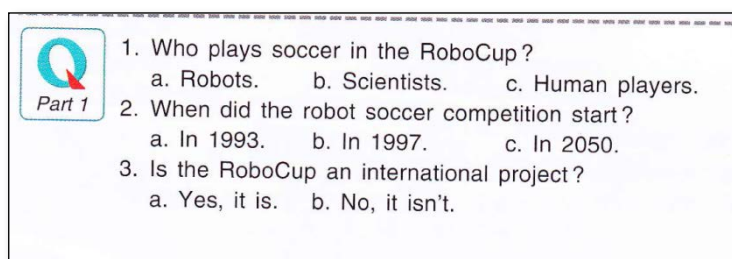 Q
Part 1
1. Who plays soccer in the RoboCup?
a. Robots. b. Scientists. c. Human players.
2. When did the robot soccer competition start?
a. In 1993. b. In 1997. c. In 2050.
3. Is the RoboCup an international project?
a. Yes, it is. b. No, it isn't.